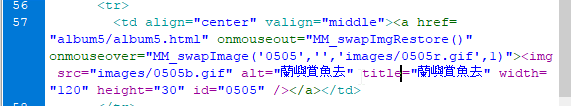 56 <tr>
57 <td align="center" valign="middle"><a href=
"album5/album5.html" onmouseout="MM_swapImgRestore()"
onmouseover="MM_swapImage('0505','','images/0505r.gif',1)"><img
src="images/0505b.gif" alt="蘭嶼賞魚去" title="蘭嶼賞魚去" width=
"120" height="30" id="0505" /></a></td>